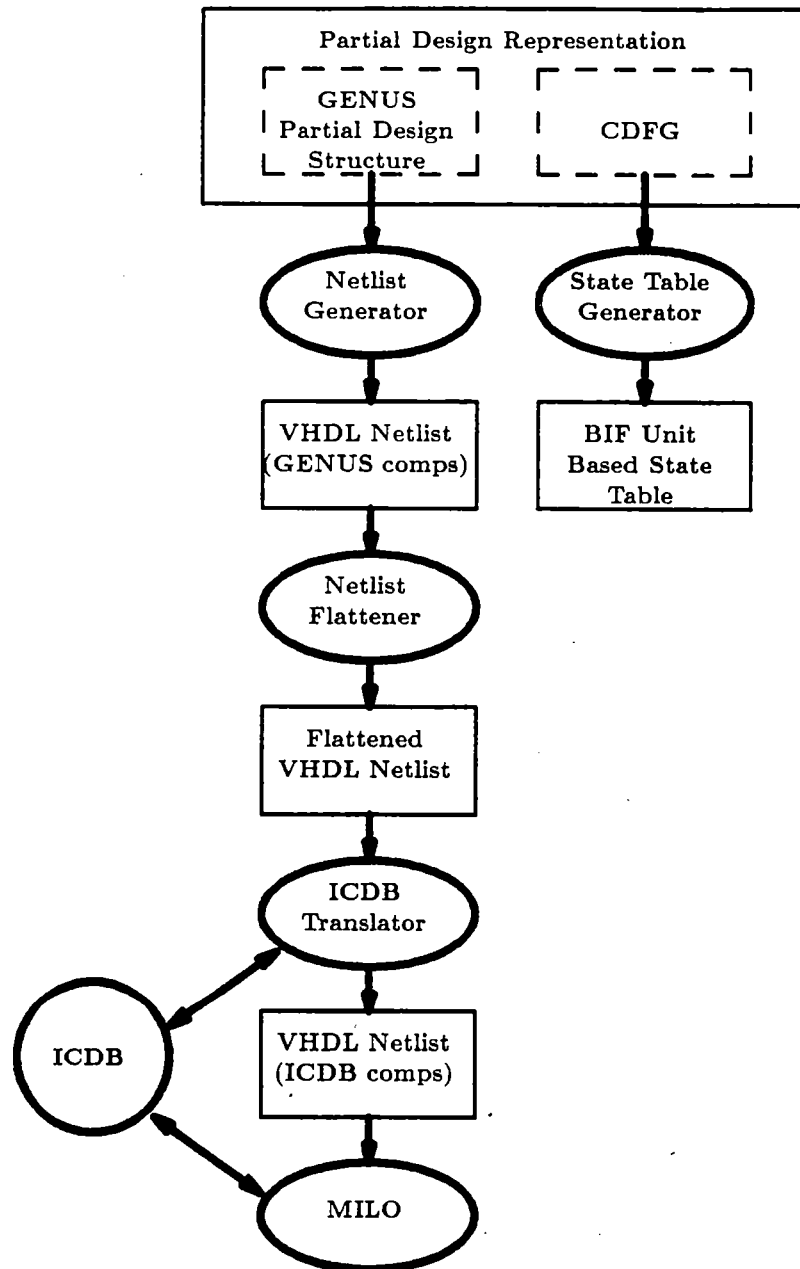 Partial Design Representation
GENUS
Partial Design
Structure
CDFG
Netlist
Generator
State Table
Generator
VHDL Netlist
(GENUS comps)
BIF Unit
Based State
Table
Netlist
Flattener
Flattened
VHDL Netlist
ICDB
Translator
ICDB
VHDL Netlist
(ICDB comps)
MILO